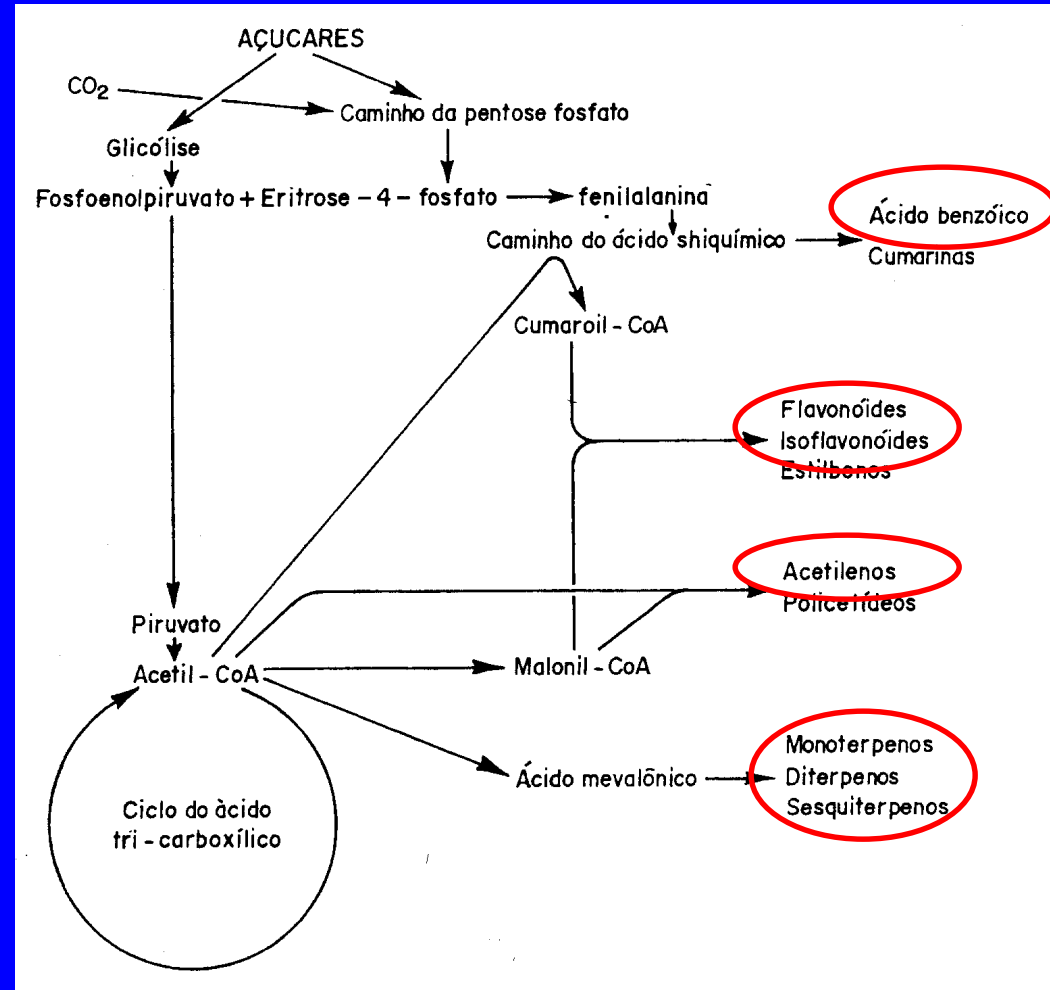 AÇUCARES
CO2
Caminho da pentose fosfato
Glicólise
Fosfoenolpiruvato + Eritrose - 4 - fosfato
fenilalanina
Caminho do ácido shiquímico
Ácido benzóico
Cumarinas
Cumaroil - CoA
Flavonóides
Isoflavonóides
Estilbenos
Acetilenos
Policetídeos
Piruvato
Acetil - CoA
Malonil - CoA
Monoterpenos
Ácido mevalônico
Diterpenos
Sesquiterpenos
Ciclo do àcido
tri - carboxílico